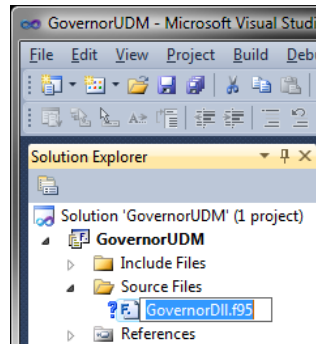 GovernorUDM - Microsoft Visual Studi
File Edit View Project Build Deb
Solution Explorer
Solution 'GovernorUDM' (1 project)
GovernorUDM
Include Files
Source Files
GovernorDll.f95
References